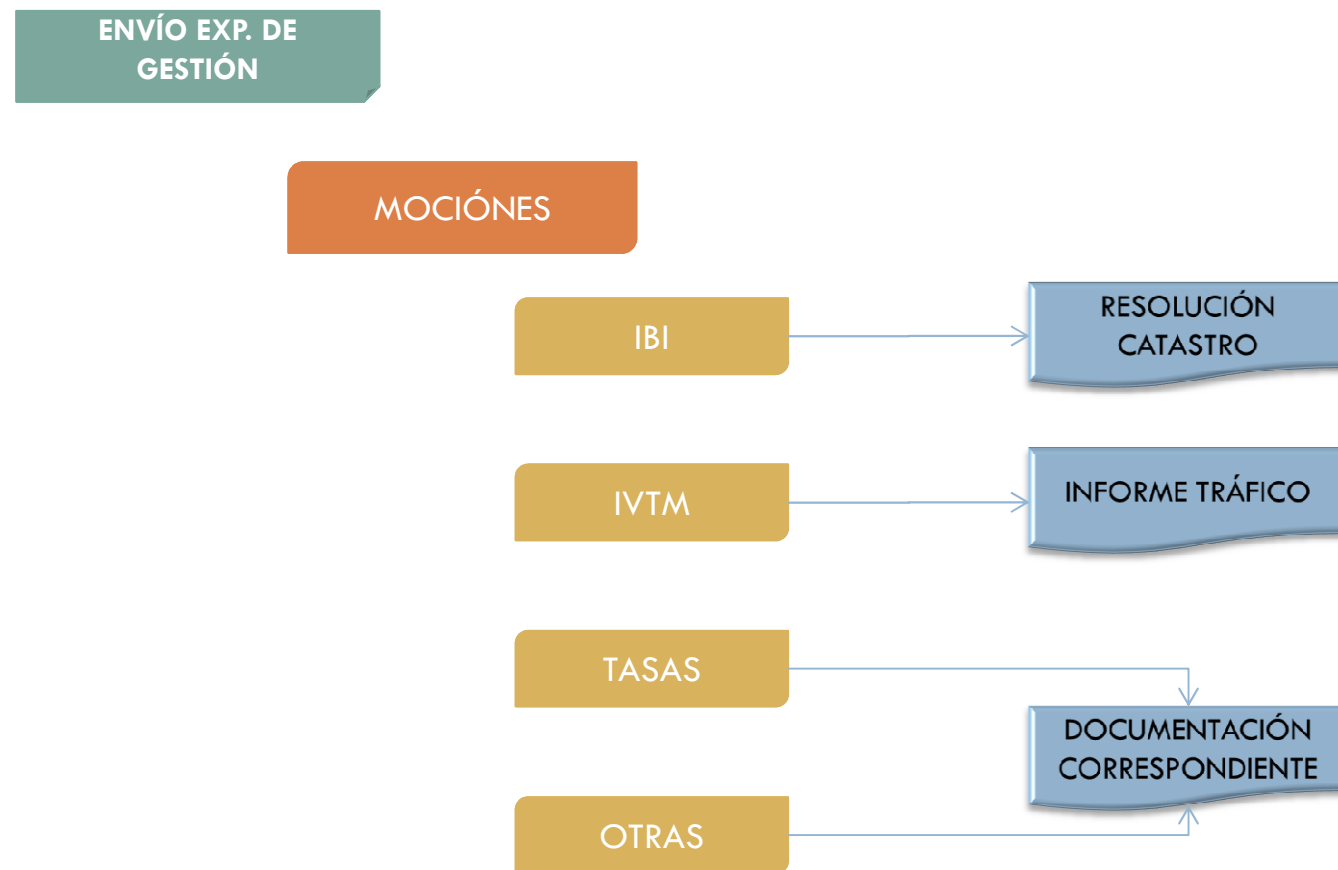 ENVÍO EXP. DE
GESTIÓN
MOCIÓNES
IBI
RESOLUCIÓN
CATASTRO
IVTM
INFORME TRÁFICO
TASAS
DOCUMENTACIÓN
CORRESPONDIENTE
OTRAS